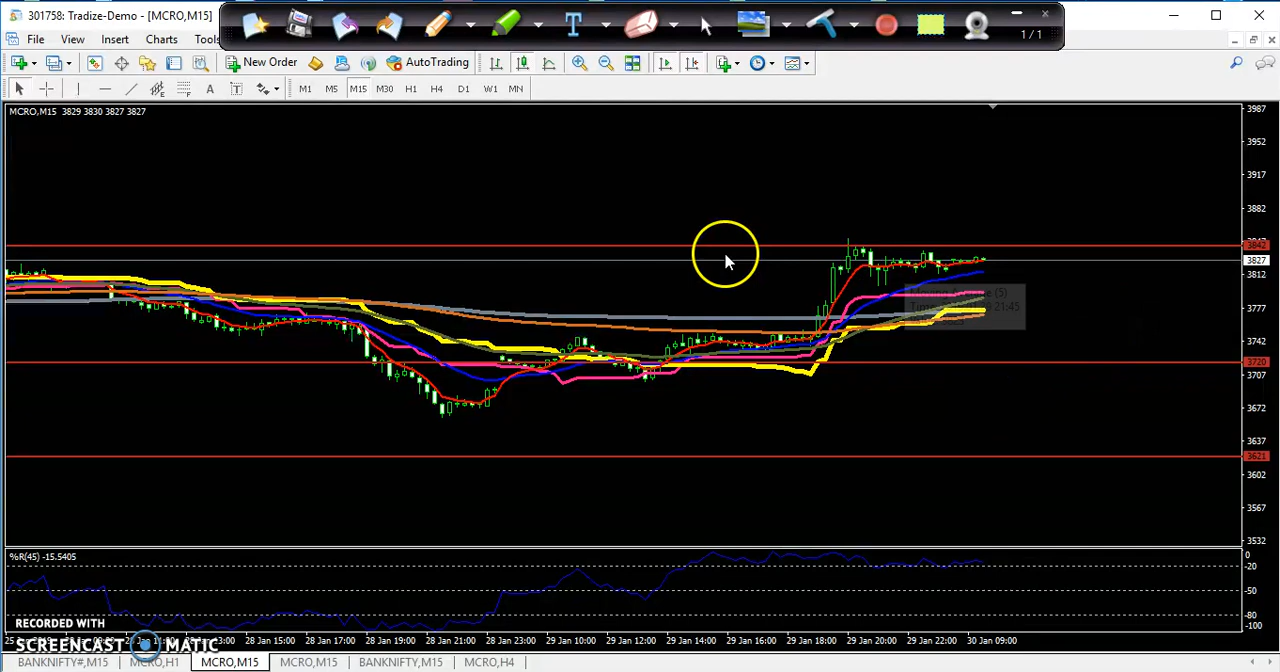 301758: Tradize-Demo - [MCRO,M15]
File View Insert Charts Tools
T
1 / 1
New Order AutoTrading
A T M1 M5 M15 M30 H1 H4 D1 W1 MN
MCRO,M15 3829 3830 3827 3827
3987
3952
3917
3882
3842
3827
3812
3777
3742
3720
3707
3672
3637
3621
3602
3567
3532
%R(45) -15.5405
0
-20
-50
-80
-100
RECORDED WITH
SCREENCAST MATIC
28 Jan 13:00 28 Jan 15:00 28 Jan 17:00 28 Jan 19:00 28 Jan 23:00 29 Jan 10:00 29 Jan 12:00 29 Jan 14:00 29 Jan 16:00 29 Jan 18:00 29 Jan 20:00 29 Jan 22:00 30 Jan 09:00
BANKNIFTY#,M15 MCRO,H1 MCRO,M15 MCRO,M15 BANKNIFTY,M15 MCRO,H4